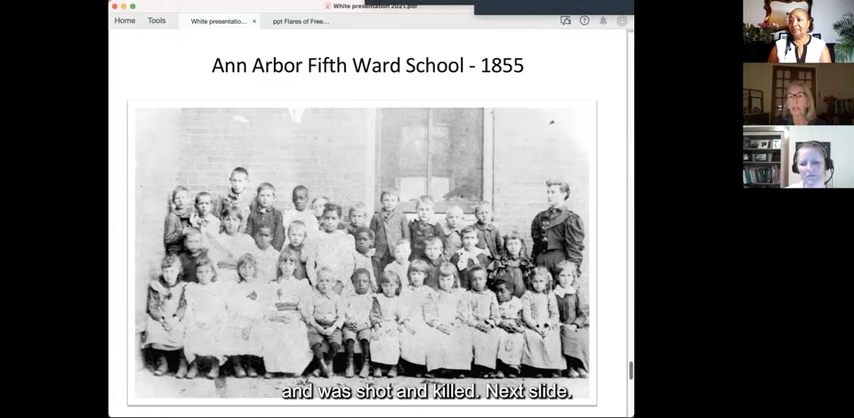 White presentation 2021.pdf
Home
Tools
White presentatio...
ppt Flares of Free...
Ann Arbor Fifth Ward School - 1855
and was shot and killed. Next slide.